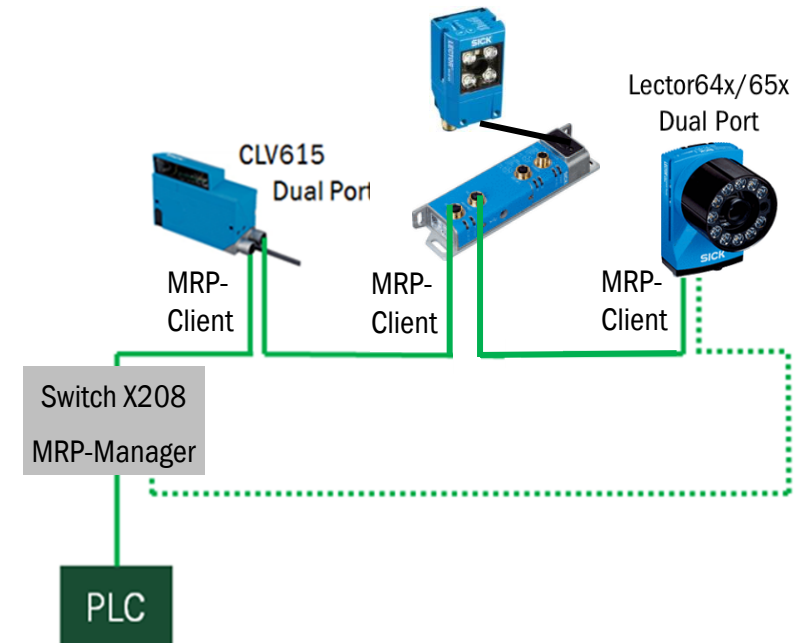 SICK
LECTOR
Lector64x/65x
Dual Port
CLV615
Dual Port
SICK
MRP-
Client
MRP-
Client
MRP-
Client
Switch X208
MRP-Manager
PLC